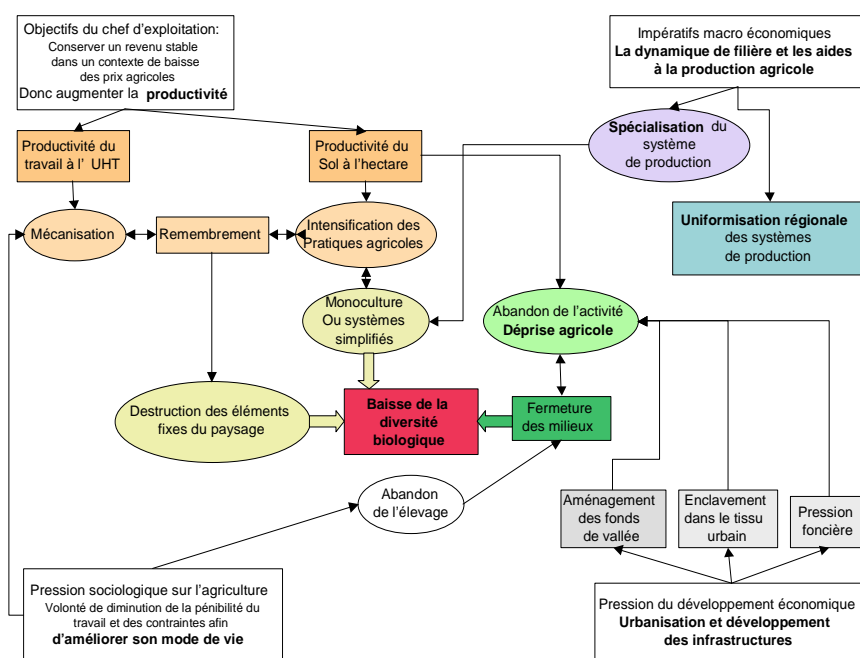 Objectifs du chef d'exploitation:
Conserver un revenu stable
dans un contexte de baisse
des prix agricoles
Donc augmenter la productivité
Impératifs macro économiques
La dynamique de filière et les aides
à la production agricole
Productivité du
travail à l' UHT
Productivité du
Sol à l'hectare
Spécialisation du
système
de production
Mécanisation
Remembrement
Intensification des
Pratiques agricoles
Uniformisation régionale
des systèmes
de production
Monoculture
Ou systèmes
simplifiés
Abandon de l'activité
Déprise agricole
Destruction des éléments
fixes du paysage
Baisse de la
diversité
biologique
Fermeture
des milieux
Abandon
de l'élevage
Aménagement
des fonds
de vallée
Enclavement
dans le tissu
urbain
Pression
foncière
Pression sociologique sur l'agriculture
Volonté de diminution de la pénibilité du
travail et des contraintes afin
d'améliorer son mode de vie
Pression du développement économique
Urbanisation et développement
des infrastructures